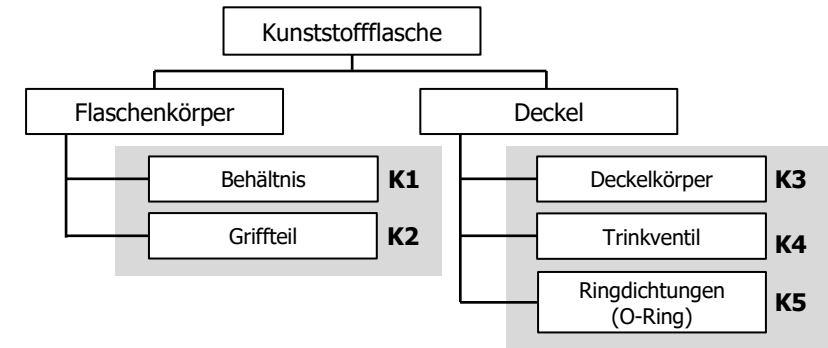 Kunststoffflasche
Flaschenkörper
Deckel
Behältnis K1
Griffteil K2
Deckelkörper K3
Trinkventil K4
Ringdichtungen
(O-Ring) K5